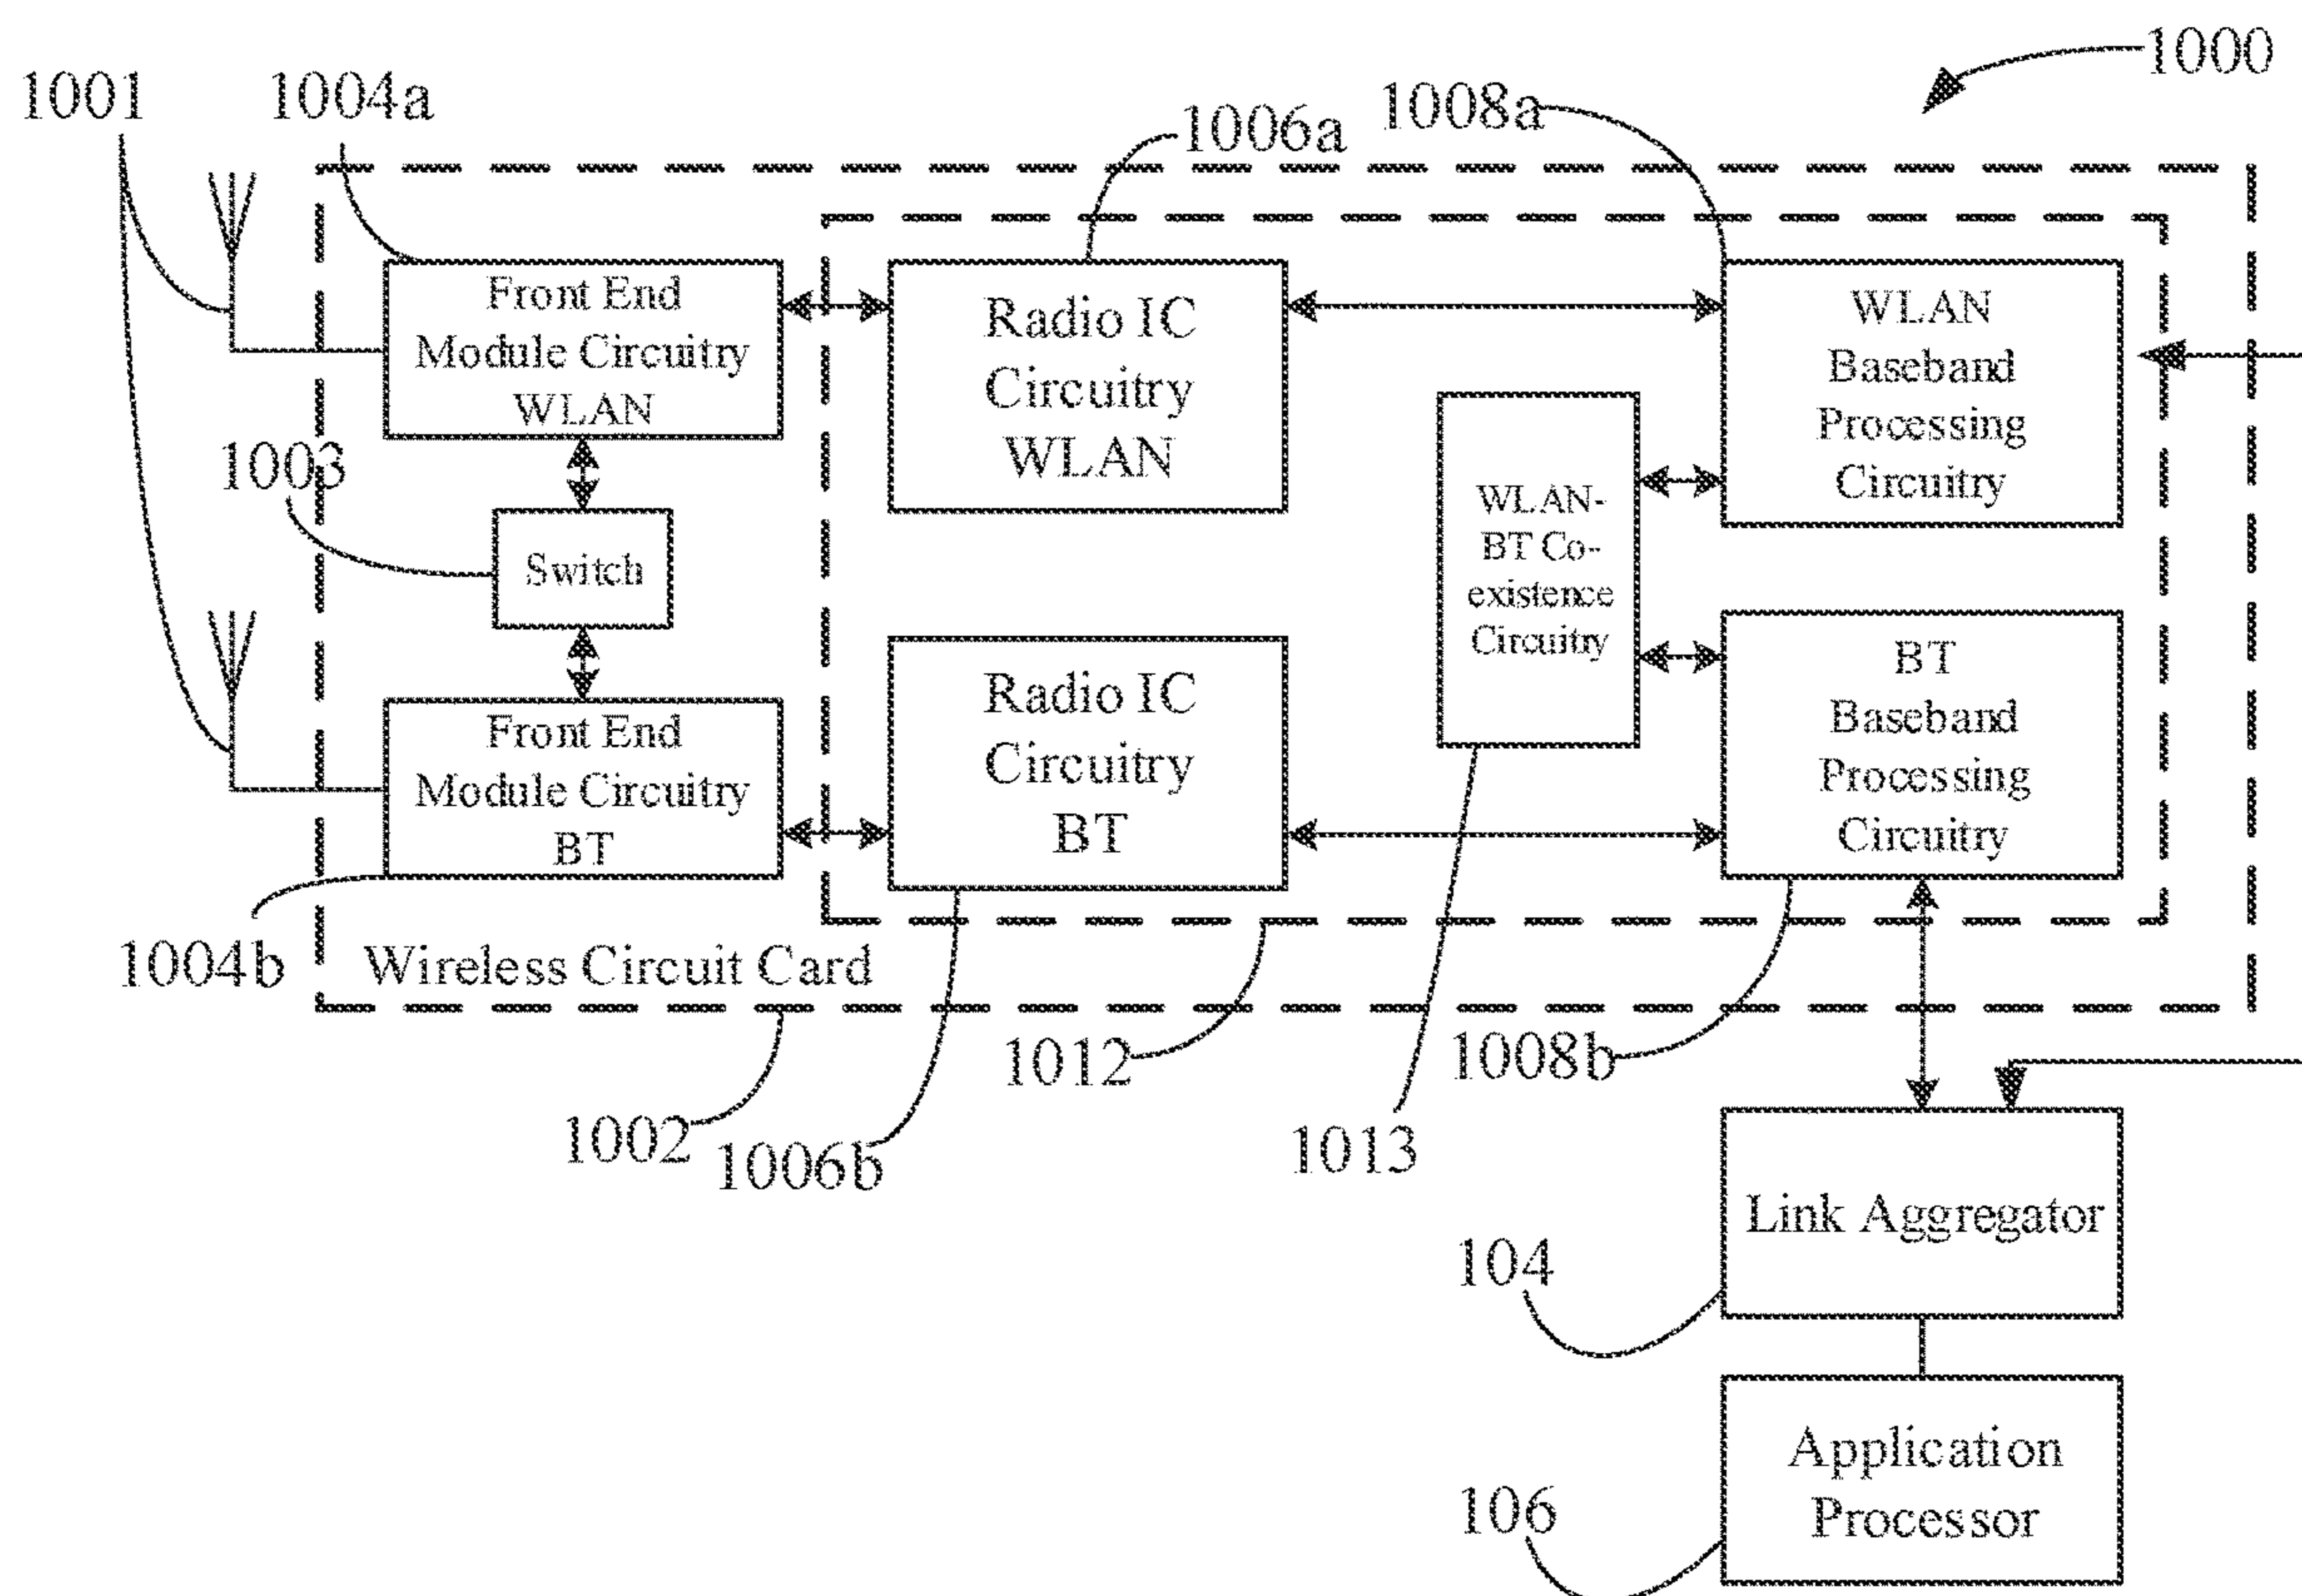 1000
1001
1004a
1006a
1008a
Front End
Module Circuitry
WLAN
Radio IC
Circuitry
WLAN
WLAN
Baseband
Processing
Circuitry
1003
Switch
WLAN-
BT Co-
existence
Circuitry
Front End
Module Circuitry
BT
Radio IC
Circuitry
BT
BT
Baseband
Processing
Circuitry
1004b
Wireless Circuit Card
1002
1006b
1012
1013
1008b
Link Aggregator
104
Application
Processor
106